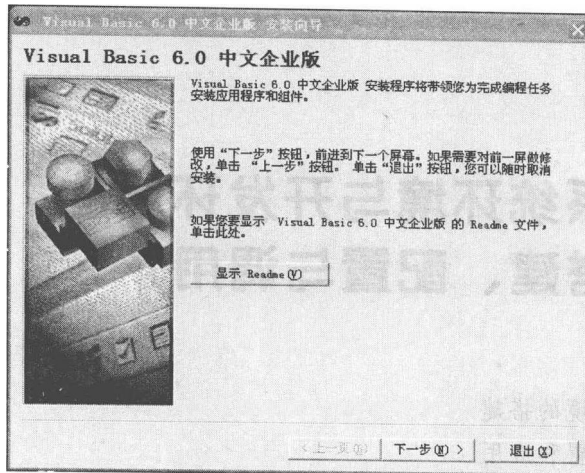 Visual Basic 6.0 中文企业版 安装向导
Visual Basic 6.0 中文企业版
Visual Basic 6.0 中文企业版 安装程序将带领您为完成编程任务
安装应用程序和组件。
使用“下一步”按钮，前进到下一个屏幕。如果需要对前一屏做修
改，单击 “上一步”按钮。 单击“退出”按钮，您可以随时取消
安装。
如果您要显示 Visual Basic 6.0 中文企业版 的 Readme 文件，
单击此处。
显示 Readme(V)
<上一页(B)
下一步(N) >
退出(X)